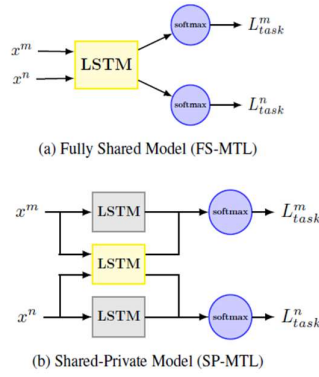 x^m
x^n
LSTM
softmax
L^m_task
softmax
L^n_task
(a) Fully Shared Model (FS-MTL)
x^m
LSTM
softmax
L^m_task
LSTM
x^n
LSTM
softmax
L^n_task
(b) Shared-Private Model (SP-MTL)